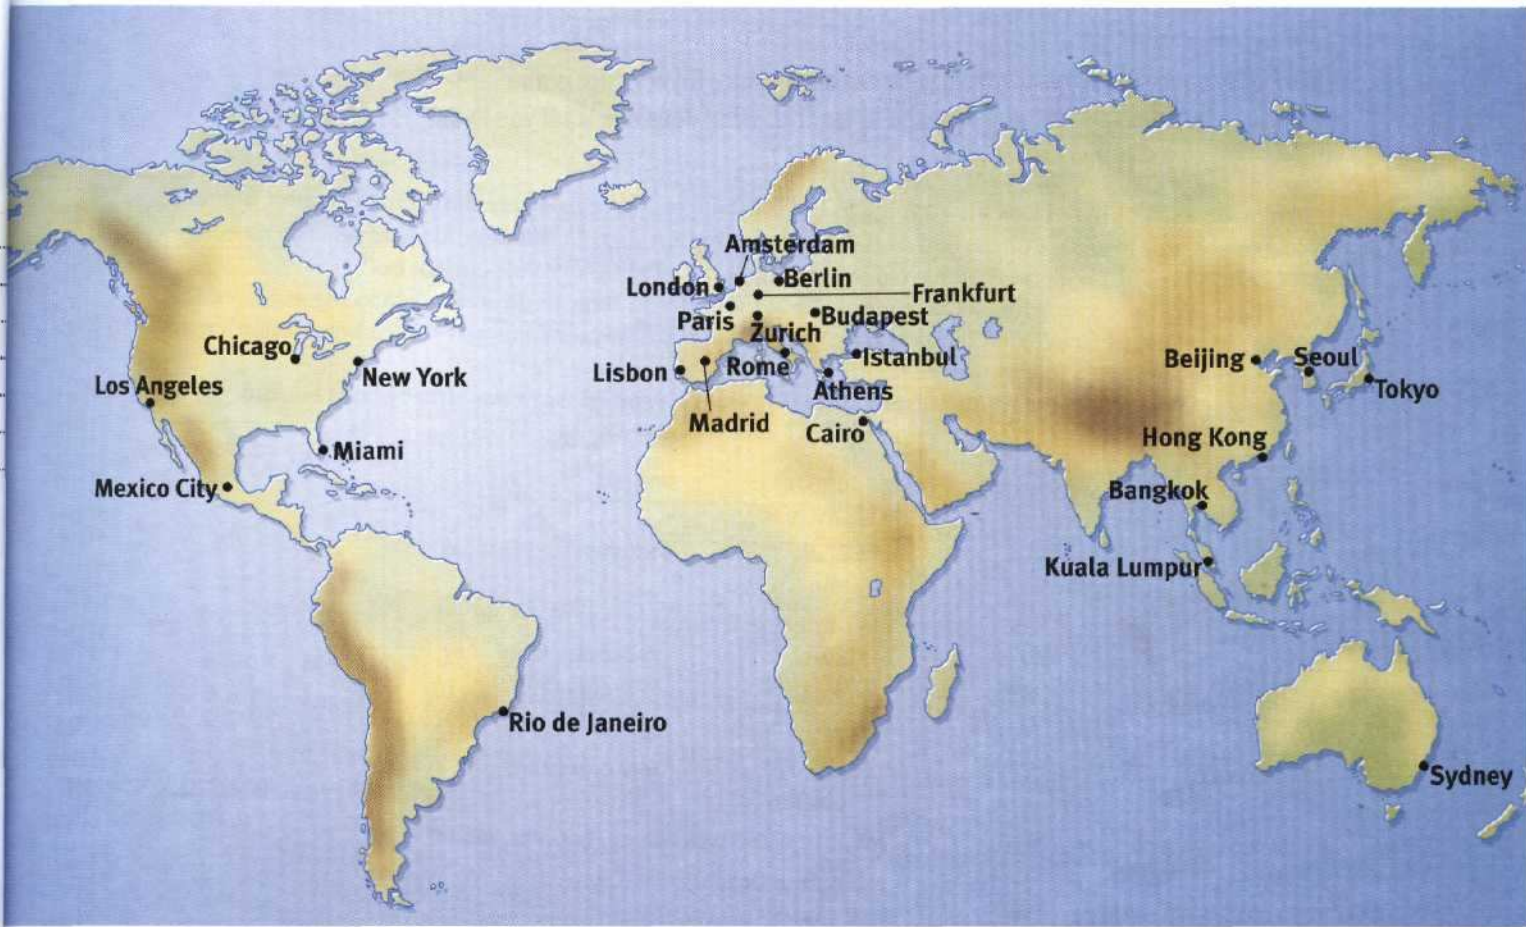 Amsterdam
London
Berlin
Frankfurt
Paris
Budapest
Zurich
Chicago
Lisbon
Rome
Istanbul
Beijing
Seoul
New York
Los Angeles
Athens
Tokyo
Madrid
Cairo
Hong Kong
Miami
Mexico City
Bangkok
Kuala Lumpur
Rio de Janeiro
Sydney